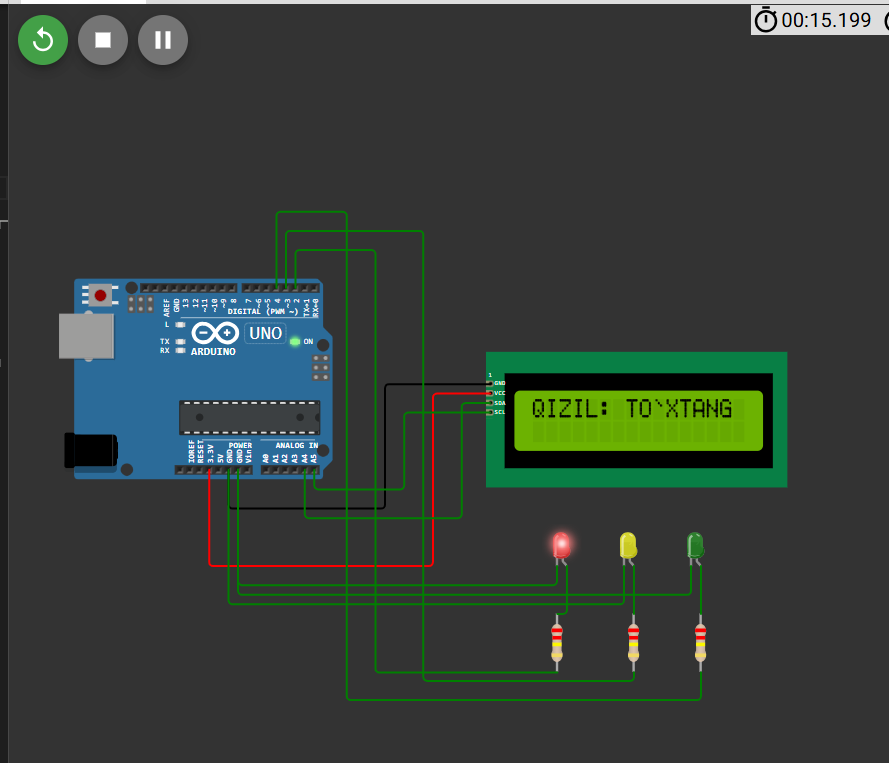 00:15.199
AREF
GND
13
12
~11
~10
~9
8
7
~6
~5
4
~3
2
TX→1
RX←0
DIGITAL (PWM ~)
L
TX
RX
UNO
ON
ARDUINO
IOREF
RESET
3.3V
5V
GND
GND
Vin
POWER
ANALOG IN
A0
A1
A2
A3
A4
A5
1
GND
VCC
SDA
SCL
QIZIL: TO`XTANG